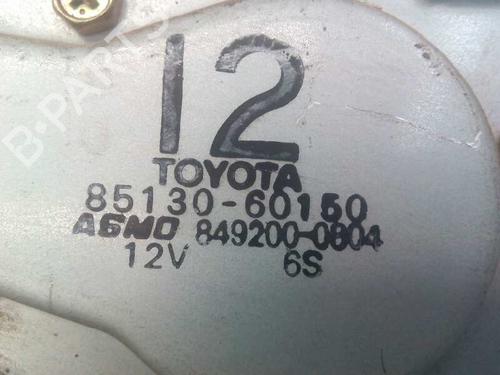 12
TOYOTA
85130-60150
ASMO 849200-0804
12V 6S
B-PARTS